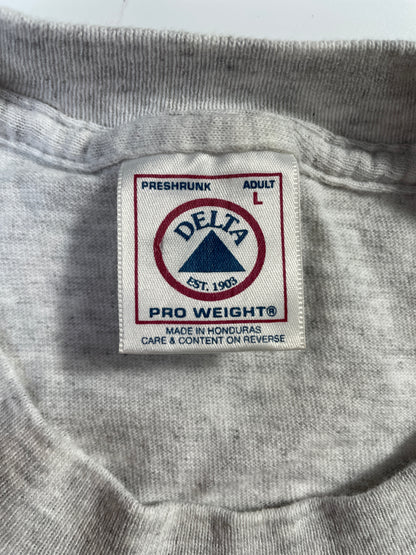 PRESHRUNK ADULT
L
DELTA
EST. 1903
PRO WEIGHT®
MADE IN HONDURAS
CARE & CONTENT ON REVERSE